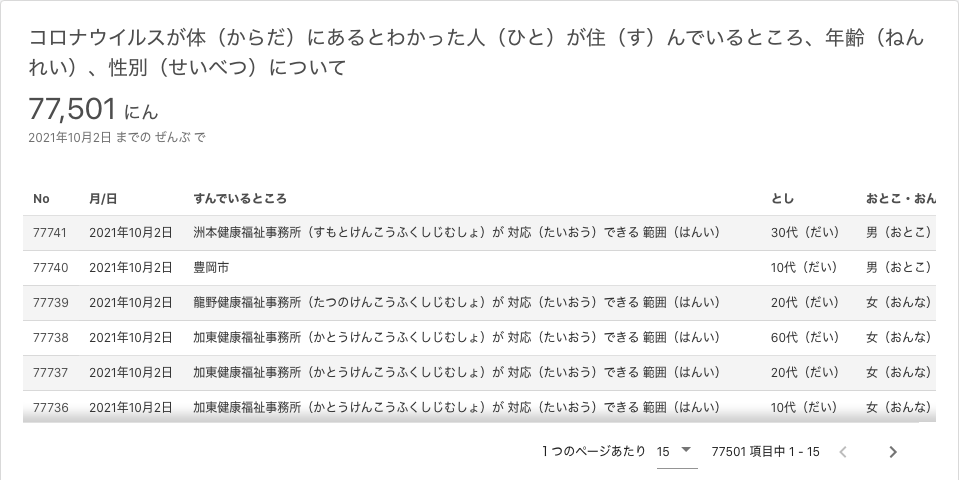 コロナウイルスが体（からだ）にあるとわかった人（ひと）が住（す）んでいるところ、年齢（ねん
れい）、性別（せいべつ）について
77,501 にん
2021年10月2日 までの ぜんぶ で
No 月/日 すんでいるところ とし おとこ・おん
77741 2021年10月2日 洲本健康福祉事務所（すもとけんこうふくしじむしょ）が 対応（たいおう）できる 範囲（はんい） 30代（だい） 男（おとこ）
77740 2021年10月2日 豊岡市 10代（だい） 男（おとこ）
77739 2021年10月2日 龍野健康福祉事務所（たつのけんこうふくしじむしょ）が 対応（たいおう）できる 範囲（はんい） 20代（だい） 女（おんな）
77738 2021年10月2日 加東健康福祉事務所（かとうけんこうふくしじむしょ）が 対応（たいおう）できる 範囲（はんい） 60代（だい） 女（おんな）
77737 2021年10月2日 加東健康福祉事務所（かとうけんこうふくしじむしょ）が 対応（たいおう）できる 範囲（はんい） 20代（だい） 女（おんな）
77736 2021年10月2日 加東健康福祉事務所（かとうけんこうふくしじむしょ）が 対応（たいおう）できる 範囲（はんい） 10代（だい） 女（おんな）
1 つのページあたり 15 77501 項目中 1 - 15